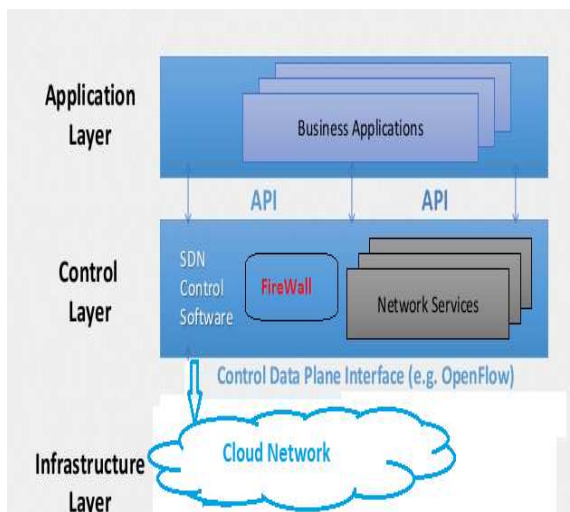 Application
Layer
Business Applications
API
API
Control
Layer
SDN
Control
Software
FireWall
Network Services
Control Data Plane Interface (e.g. OpenFlow)
Infrastructure
Layer
Cloud Network